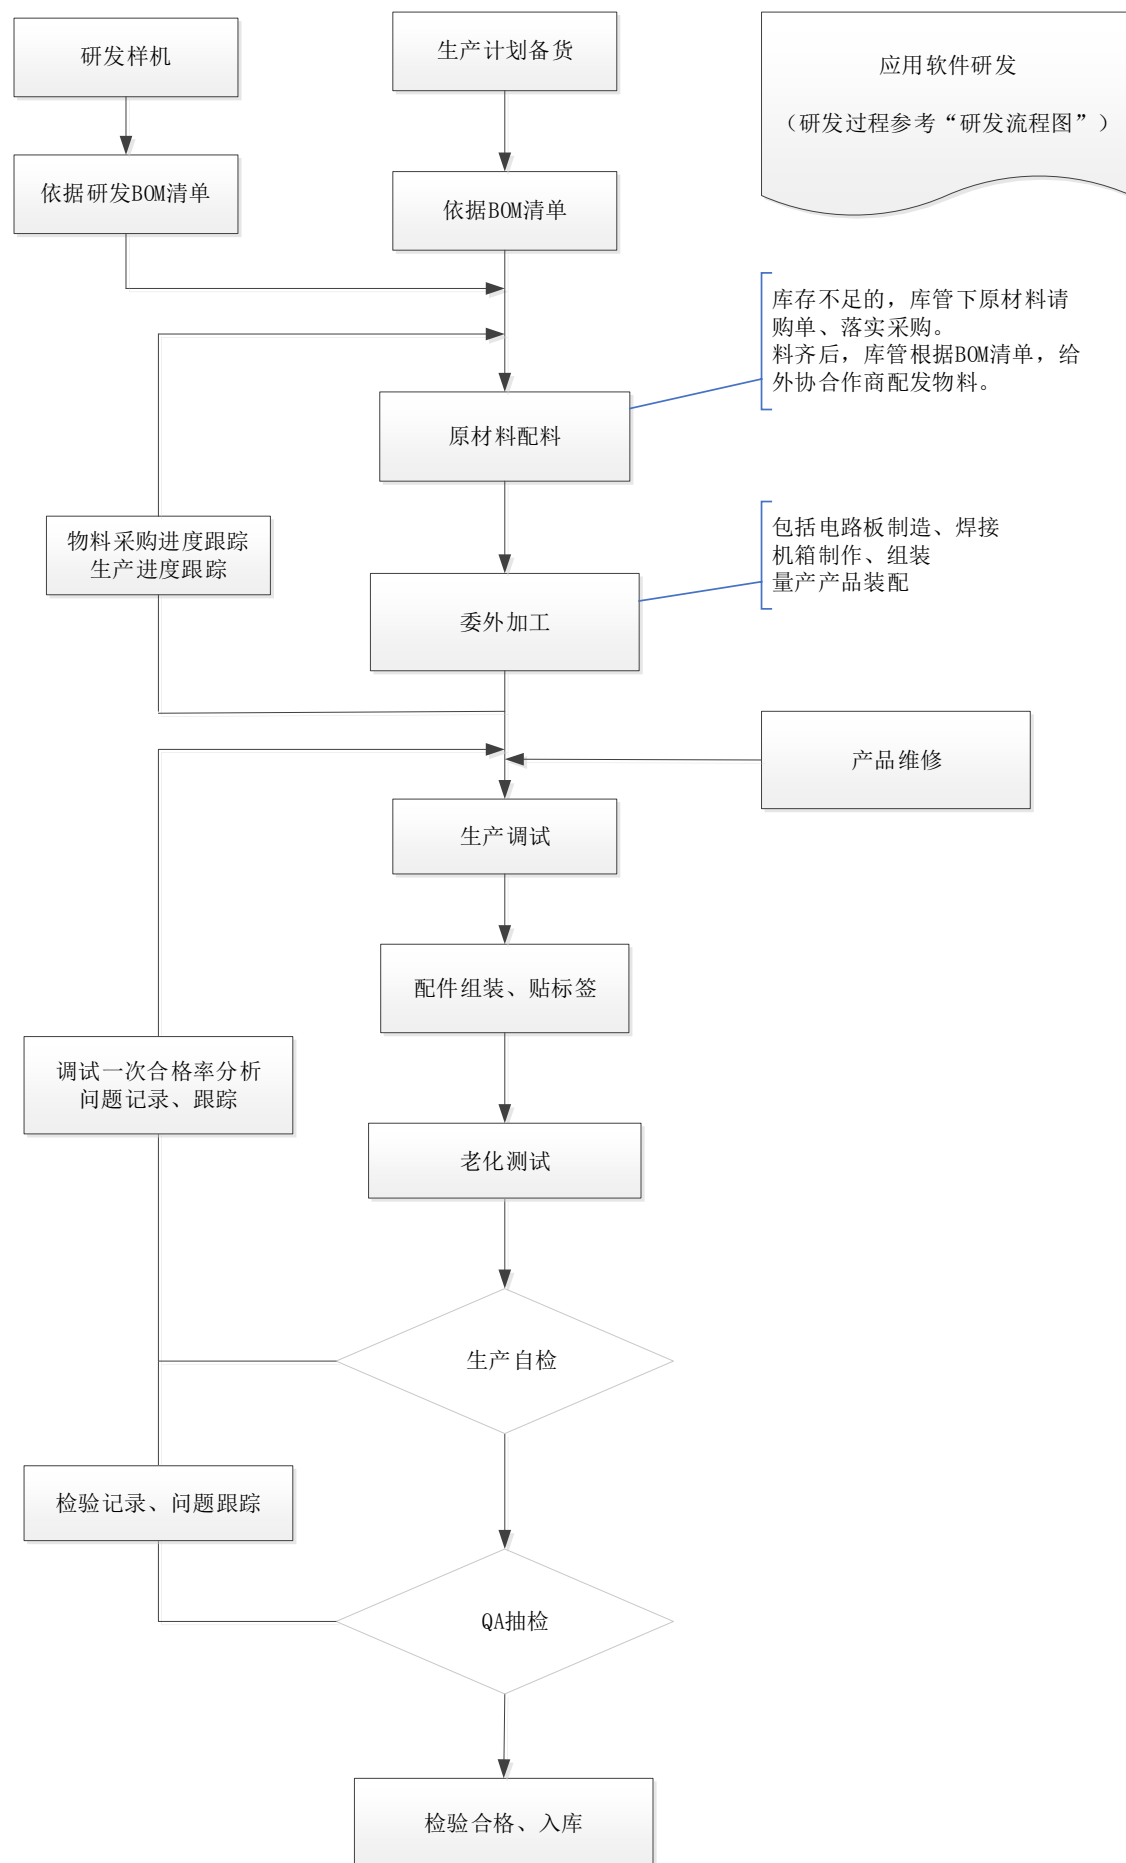 研发样机
生产计划备货
应用软件研发
（研发过程参考“研发流程图”）
依据研发BOM清单
依据BOM清单
库存不足的，库管下原材料请
购单、落实采购。
料齐后，库管根据BOM清单，给
外协合作商配发物料。
原材料配料
物料采购进度跟踪
生产进度跟踪
包括电路板制造、焊接
机箱制作、组装
量产产品装配
委外加工
产品维修
生产调试
配件组装、贴标签
调试一次合格率分析
问题记录、跟踪
老化测试
生产自检
检验记录、问题跟踪
QA抽检
检验合格、入库